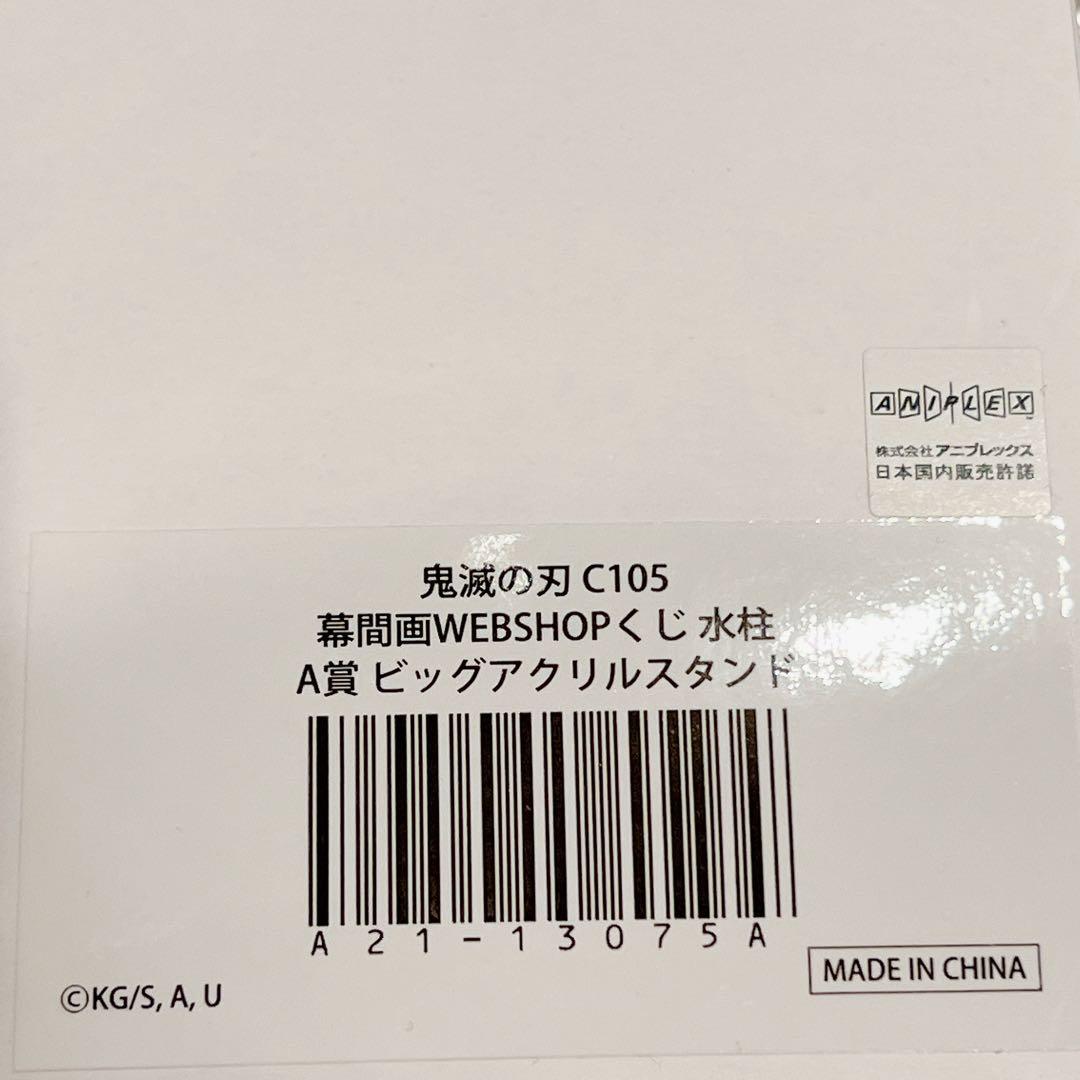 ANIPLEX
株式会社アニプレックス
日本国内販売許諾
鬼滅の刃 C105
幕間画WEBSHOPくじ 水柱
A賞 ビッグアクリルスタンド
A21-13075A
MADE IN CHINA
©KG/S, A, U